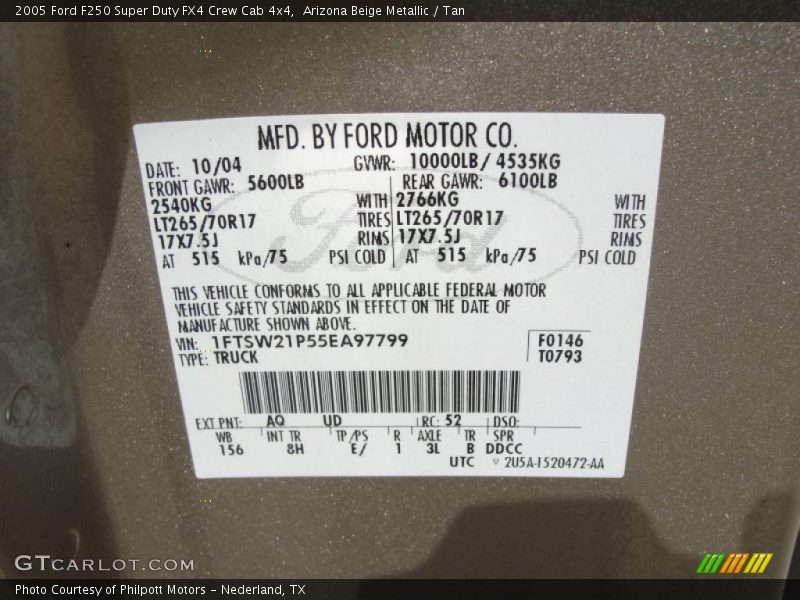 2005 Ford F250 Super Duty FX4 Crew Cab 4x4,  Arizona Beige Metallic / Tan
MFD. BY FORD MOTOR CO.
DATE: 10/04 GVWR: 10000LB/ 4535KG
FRONT GAWR: 5600LB REAR GAWR: 6100LB
2540KG WITH 2766KG WITH
LT265/70R17 TIRES LT265/70R17 TIRES
17X7.5J RIMS 17X7.5J RIMS
AT 515 kPa/75 PSI COLD AT 515 kPa/75 PSI COLD
THIS VEHICLE CONFORMS TO ALL APPLICABLE FEDERAL MOTOR
VEHICLE SAFETY STANDARDS IN EFFECT ON THE DATE OF
MANUFACTURE SHOWN ABOVE.
VIN: 1FTSW21P55EA97799 F0146
TYPE: TRUCK T0793
EXT PNT: AQ UD RC: 52 DSO:
WB INT TR TP/PS R AXLE TR SPR
156 8H E/ 1 3L B DDCC
UTC ▽ 2U5A-1520472-AA
Ford
GTCARLOT.COM
Photo Courtesy of Philpott Motors - Nederland, TX